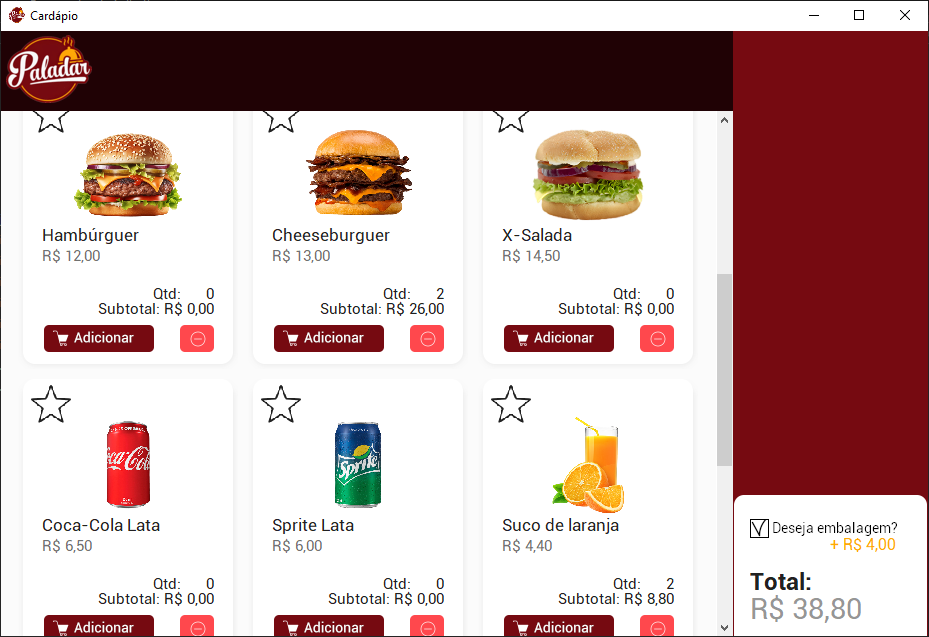 Cardápio
Paladar
Hambúrguer
R$ 12,00
Qtd: 0
Subtotal: R$ 0,00
Adicionar
Cheeseburguer
R$ 13,00
Qtd: 2
Subtotal: R$ 26,00
Adicionar
X-Salada
R$ 14,50
Qtd: 0
Subtotal: R$ 0,00
Adicionar
Coca-Cola
Coca-Cola Lata
R$ 6,50
Qtd: 0
Subtotal: R$ 0,00
Adicionar
Sprite
Sprite Lata
R$ 6,00
Qtd: 0
Subtotal: R$ 0,00
Adicionar
Suco de laranja
R$ 4,40
Qtd: 2
Subtotal: R$ 8,80
Adicionar
Deseja embalagem?
+ R$ 4,00
Total:
R$ 38,80